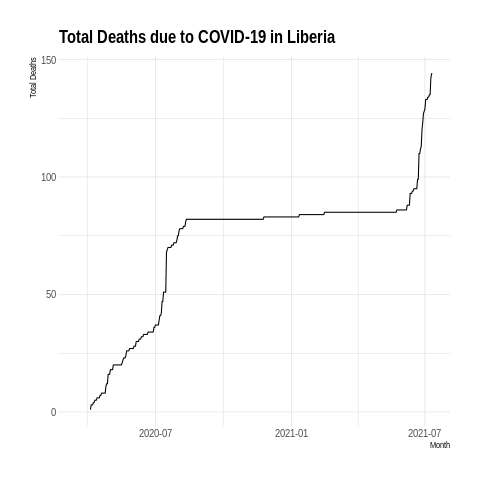 Total Deaths due to COVID-19 in Liberia
Total Deaths
150
100
50
0
2020-07
2021-01
2021-07
Month